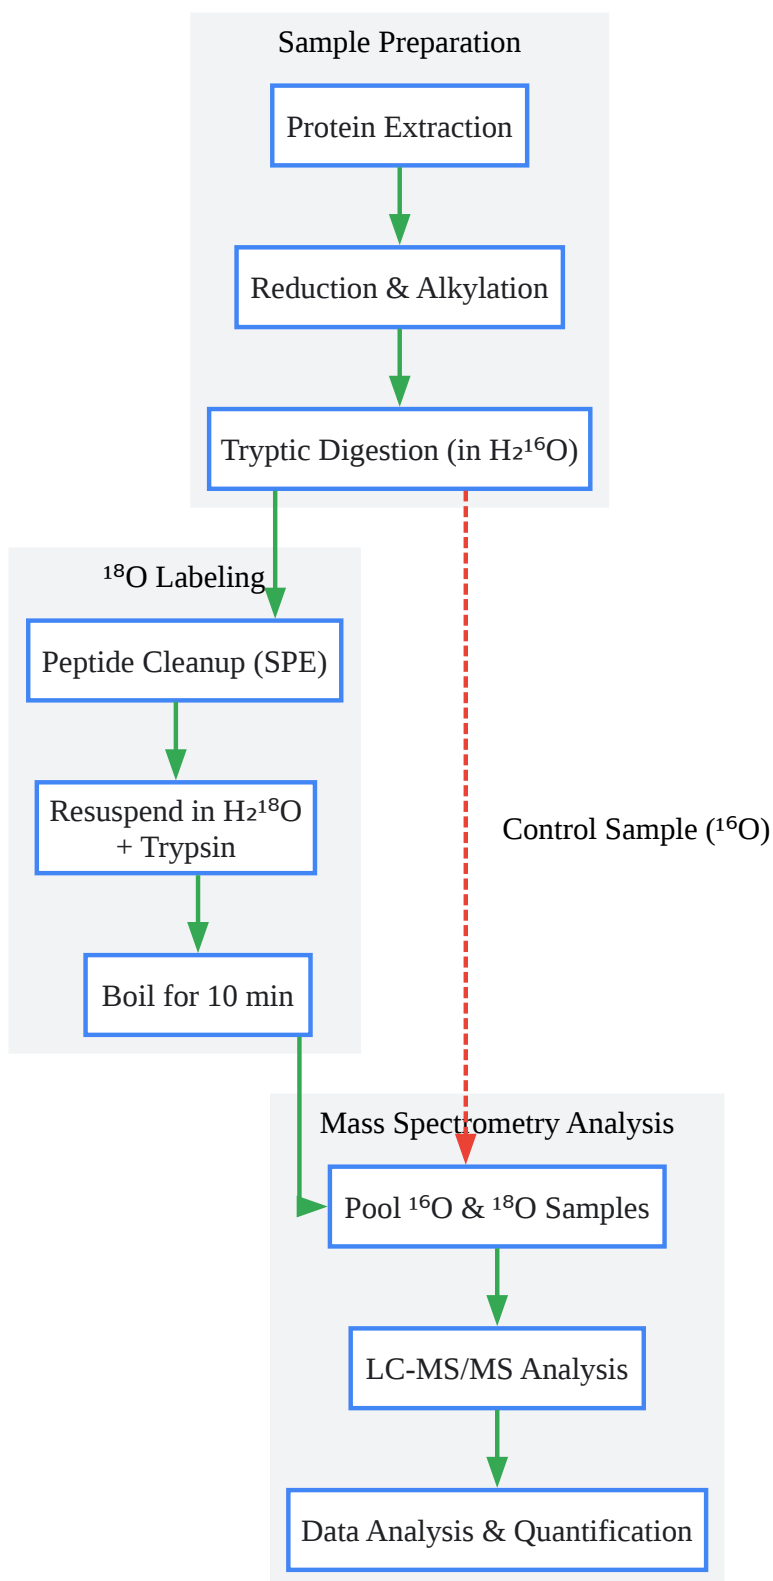 Sample Preparation
Protein Extraction
Reduction & Alkylation
Tryptic Digestion (in H₂¹⁶O)
¹⁸O Labeling
Peptide Cleanup (SPE)
Resuspend in H₂¹⁸O
+ Trypsin
Control Sample (¹⁶O)
Boil for 10 min
Mass Spectrometry Analysis
Pool ¹⁶O & ¹⁸O Samples
LC-MS/MS Analysis
Data Analysis & Quantification